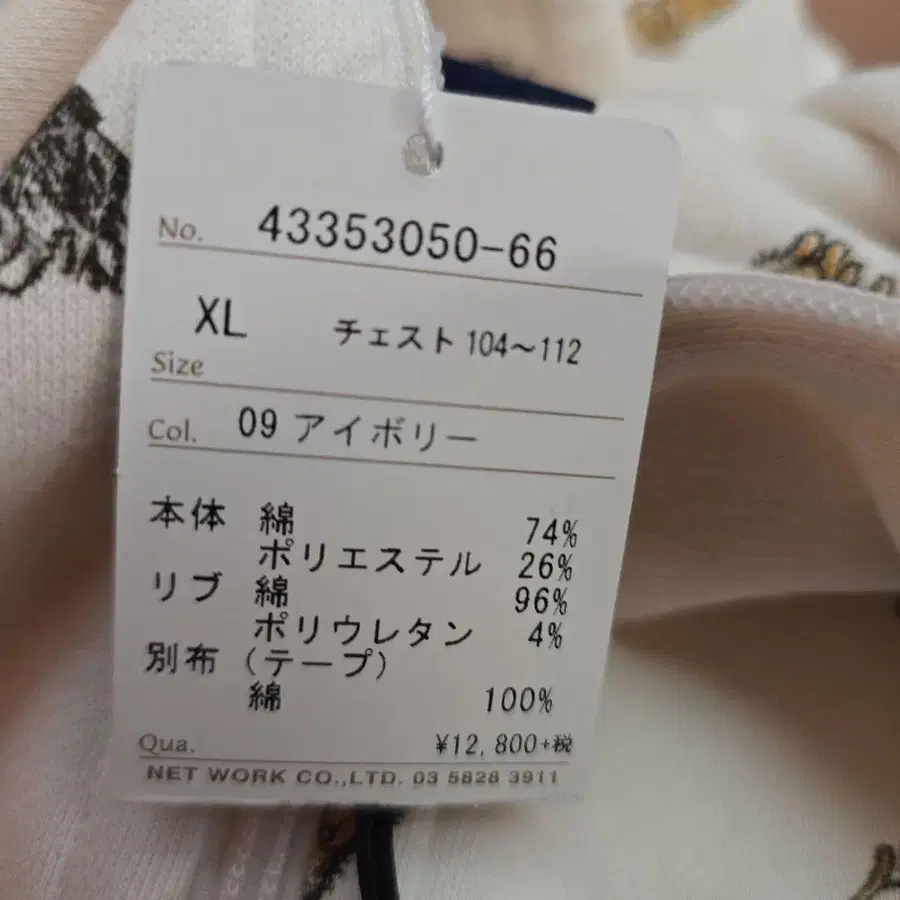 No. 43353050-66
XL チェスト 104～112
Size
Col. 09 アイボリー
本体 綿 74%
ポリエステル 26%
リブ 綿 96%
ポリウレタン 4%
別布 (テープ)
綿 100%
Qua. ¥12,800+税
NET WORK CO.,LTD. 03 5828 3911